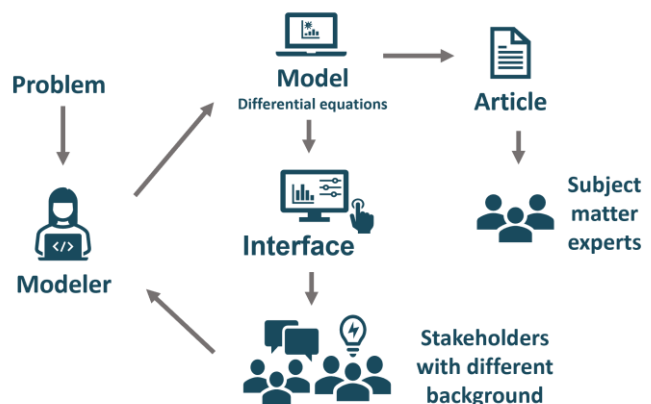 Problem
Model
Differential equations
Article
Subject
matter
experts
</>
Modeler
Interface
Stakeholders
with different
background